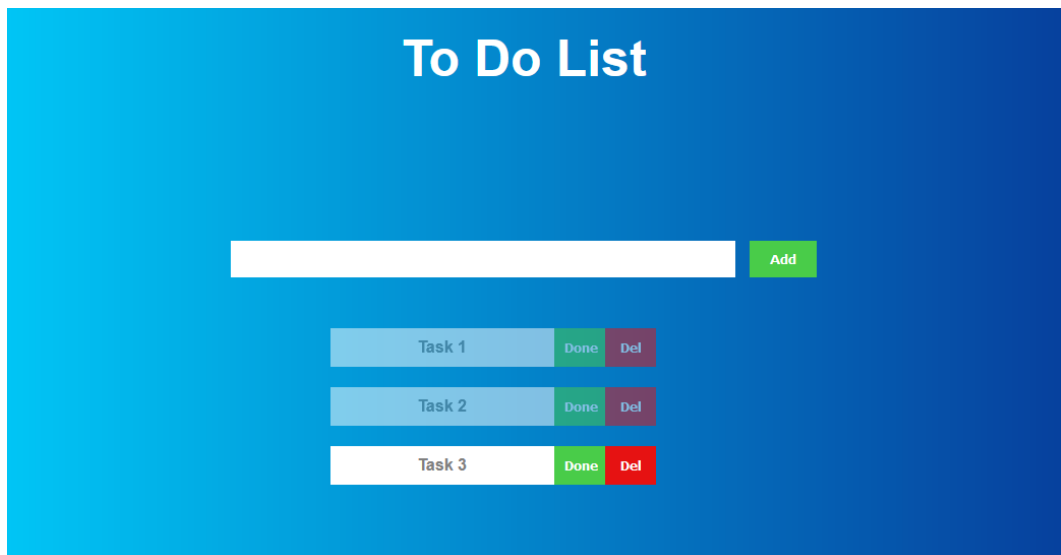 To Do List
Add
Task 1 Done Del
Task 2 Done Del
Task 3 Done Del